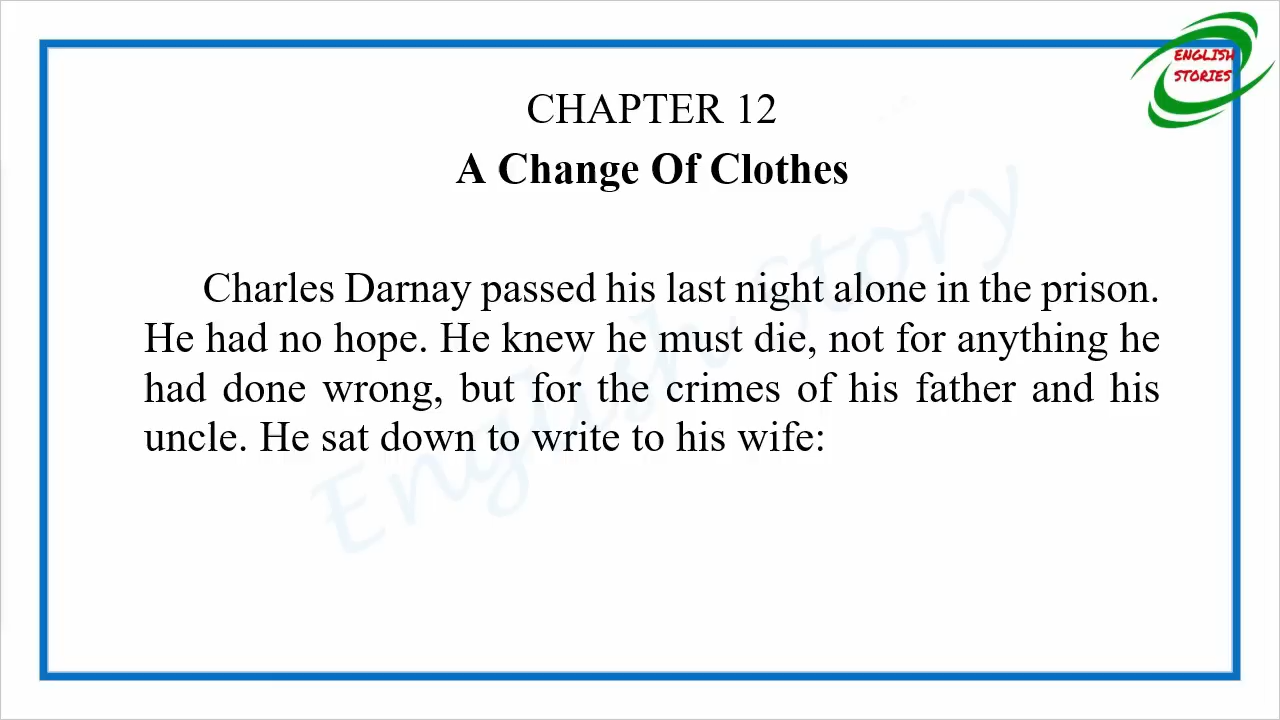 ENGLISH
STORIES
CHAPTER 12
A Change Of Clothes
Charles Darnay passed his last night alone in the prison.
He had no hope. He knew he must die, not for anything he
had done wrong, but for the crimes of his father and his
uncle. He sat down to write to his wife:
English Story